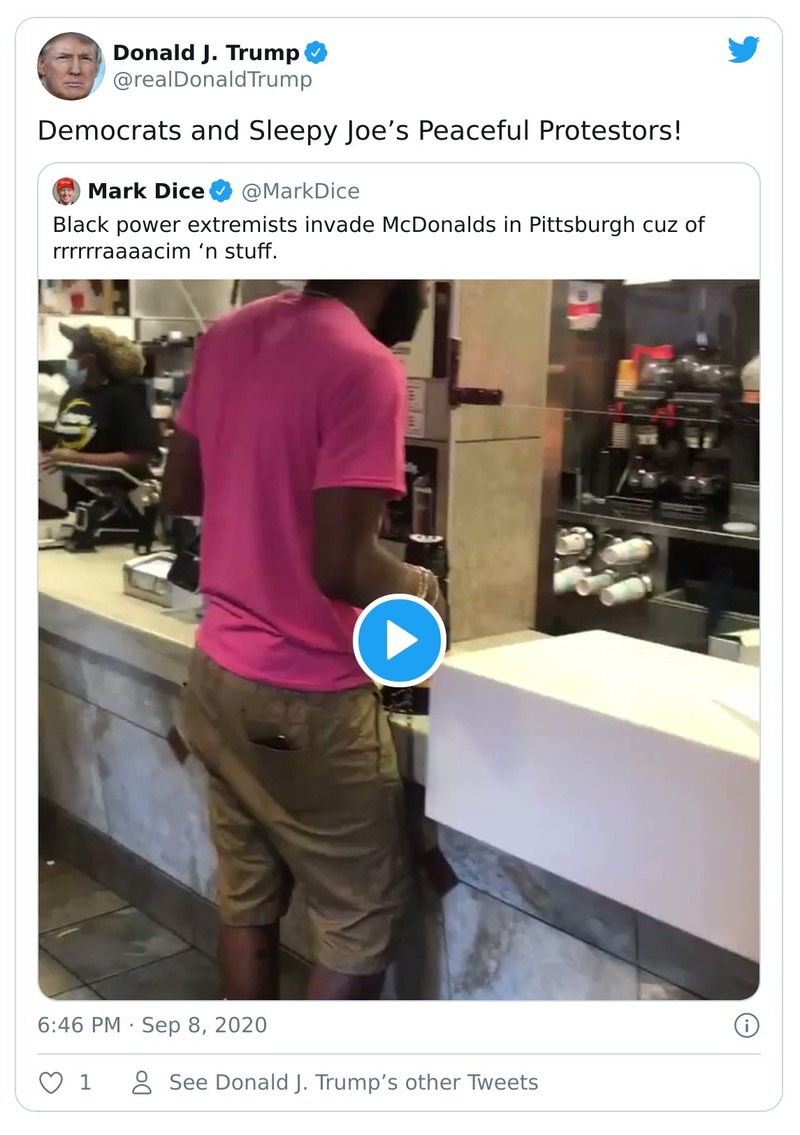 Donald J. Trump
@realDonaldTrump
Democrats and Sleepy Joe’s Peaceful Protestors!
Mark Dice @MarkDice
Black power extremists invade McDonalds in Pittsburgh cuz of
rrrrrraaaacim ‘n stuff.
6:46 PM · Sep 8, 2020
1 See Donald J. Trump’s other Tweets